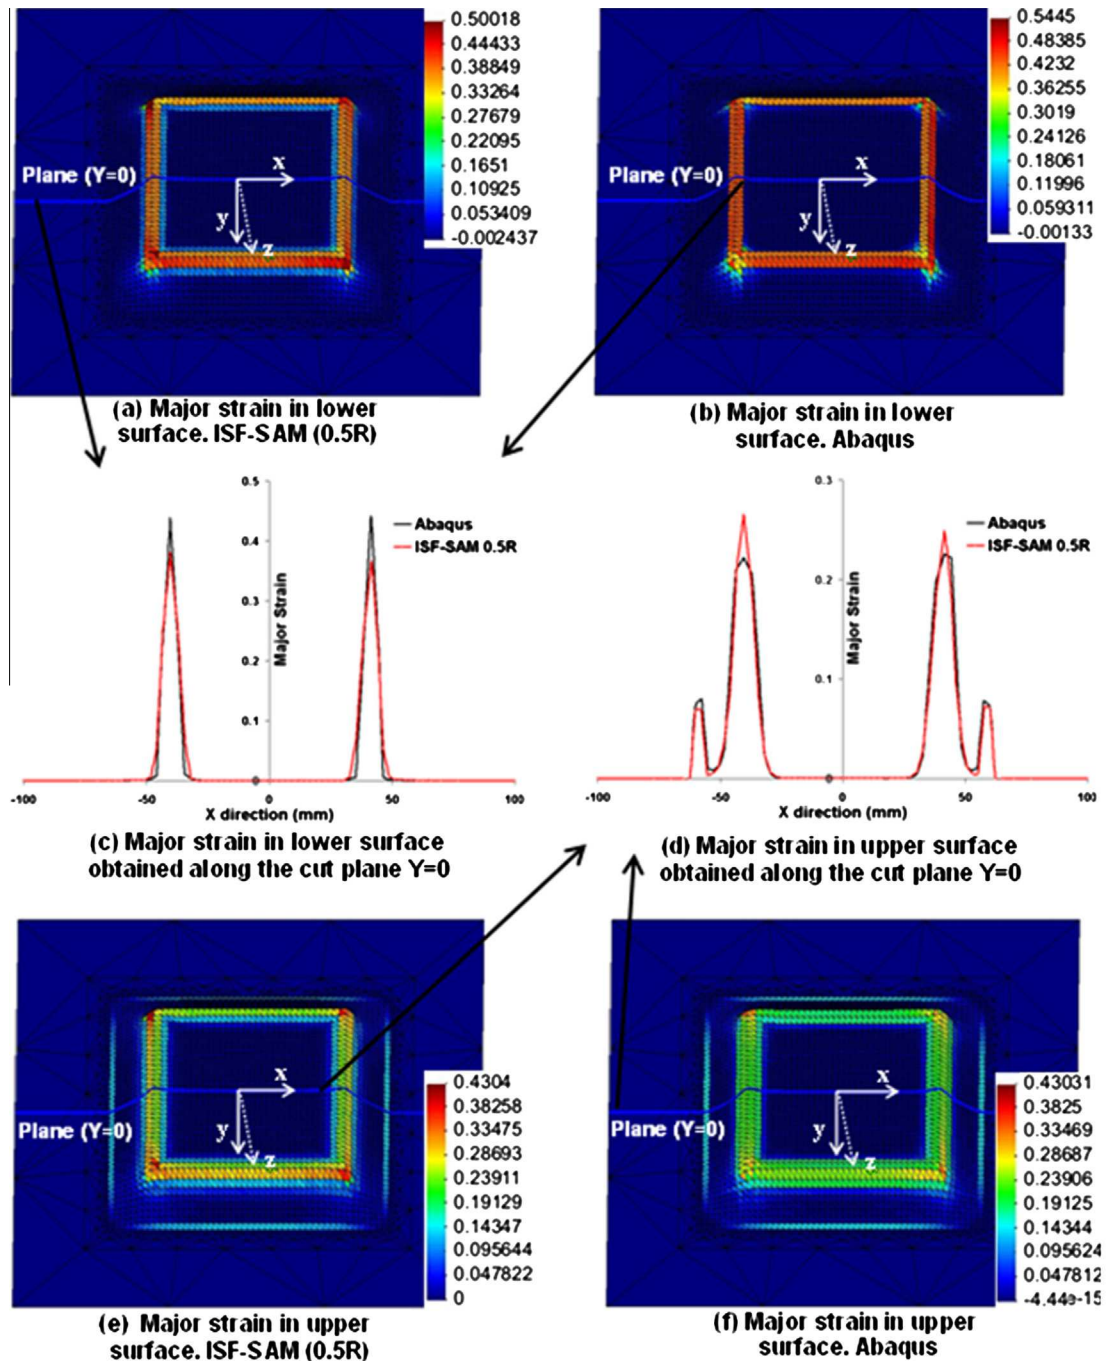 0.50018
0.44433
0.38849
0.33264
0.27679
0.22095
0.1651
0.10925
0.053409
-0.002437
Plane (Y=0)
x
y
z
(a) Major strain in lower
surface. ISF-SAM (0.5R)
0.5445
0.48385
0.4232
0.36255
0.3019
0.24126
0.18061
0.11996
0.059311
-0.00133
Plane (Y=0)
x
y
z
(b) Major strain in lower
surface. Abaqus
0.5
0.4
0.3
0.2
0.1
0
Major Strain
Abaqus
ISF-SAM 0.5R
-100
-50
0
50
100
X direction (mm)
(c) Major strain in lower surface
obtained along the cut plane Y=0
0.3
0.2
0.1
0
Major Strain
Abaqus
ISF-SAM 0.5R
-100
-50
0
50
100
X direction (mm)
(d) Major strain in upper surface
obtained along the cut plane Y=0
x
y
z
Plane (Y=0)
0.4304
0.38258
0.33475
0.28693
0.23911
0.19129
0.14347
0.095644
0.047822
0
(e) Major strain in upper
surface. ISF-SAM (0.5R)
x
y
z
Plane (Y=0)
0.43031
0.3825
0.33469
0.28687
0.23906
0.19125
0.14344
0.095624
0.047812
-4.44e-15
(f) Major strain in upper
surface. Abaqus